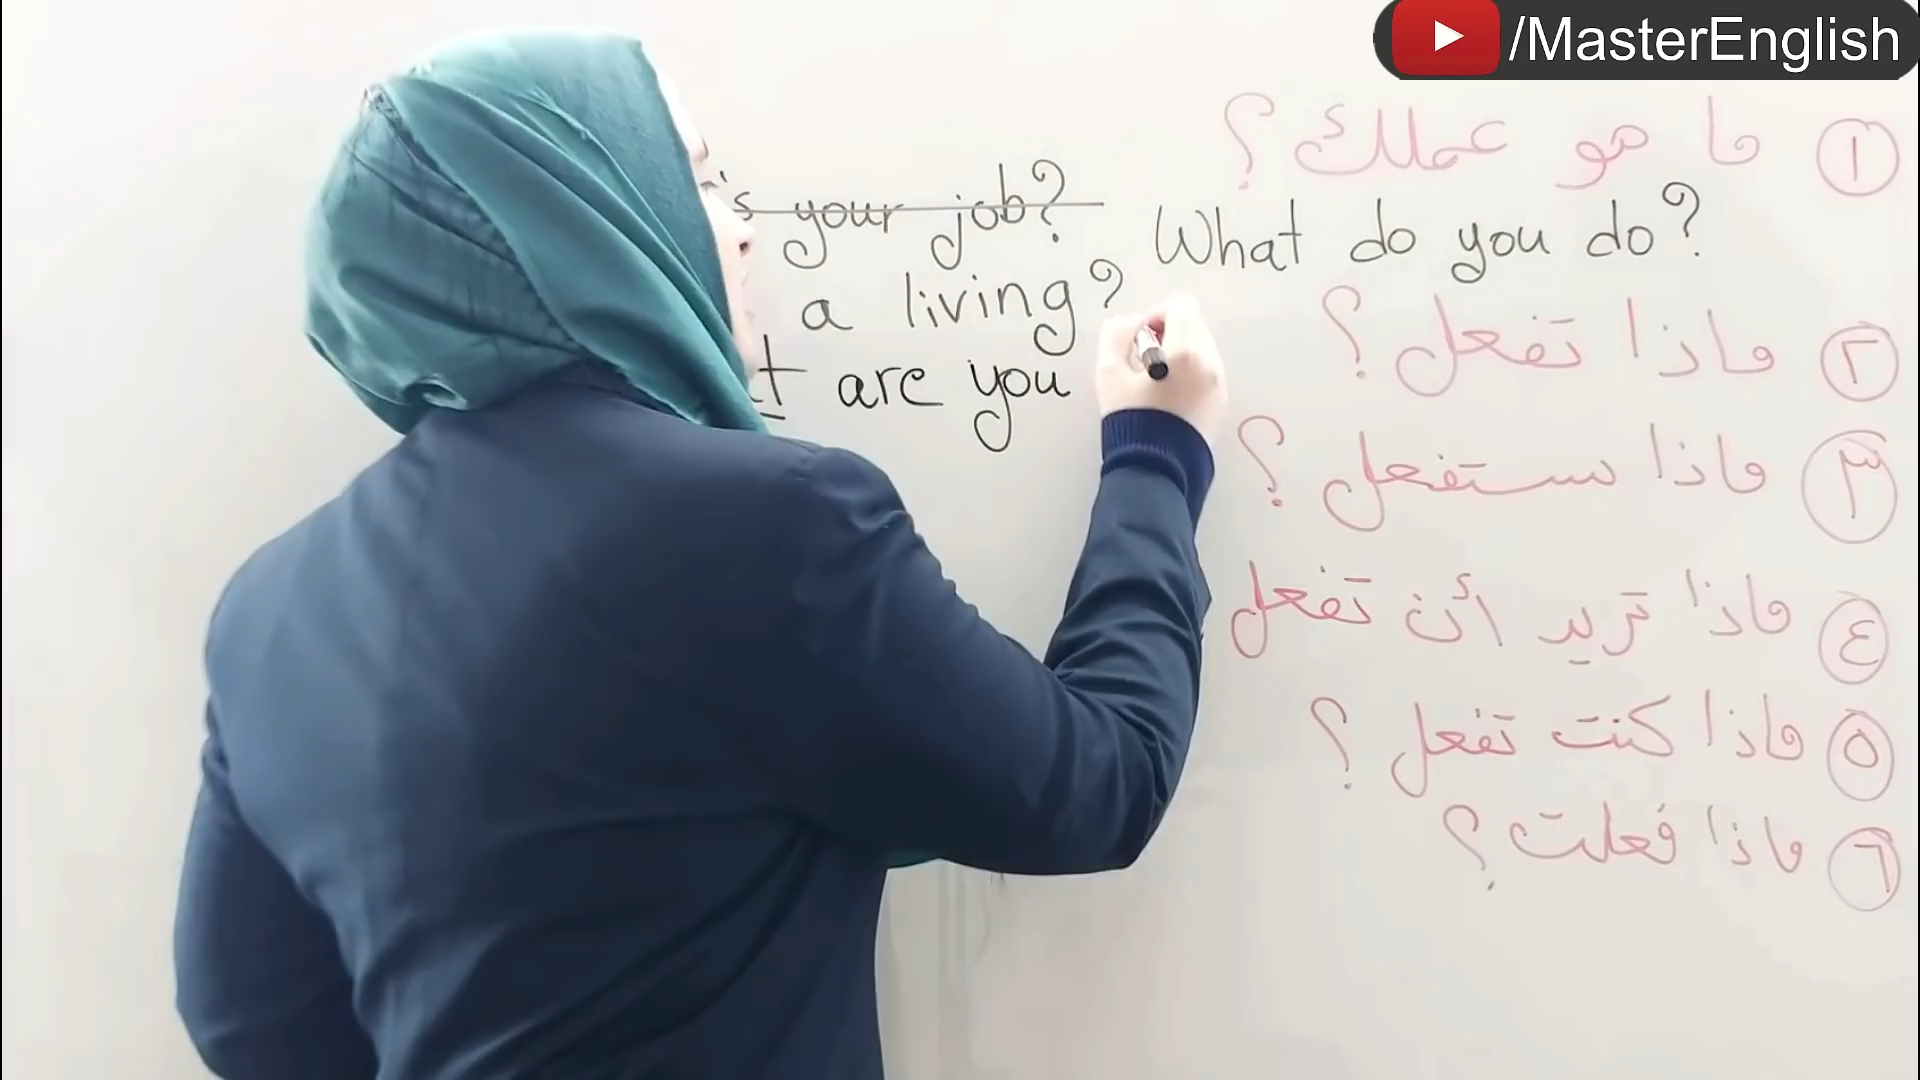 /MasterEnglish
١ ما هو عملك؟
's your job? What do you do?
a living?
٢ ماذا تفعل؟
are you
٣ ماذا ستفعل؟
٤ ماذا تريد أن تفعل
٥ ماذا كنت تفعل؟
٦ ماذا فعلت؟